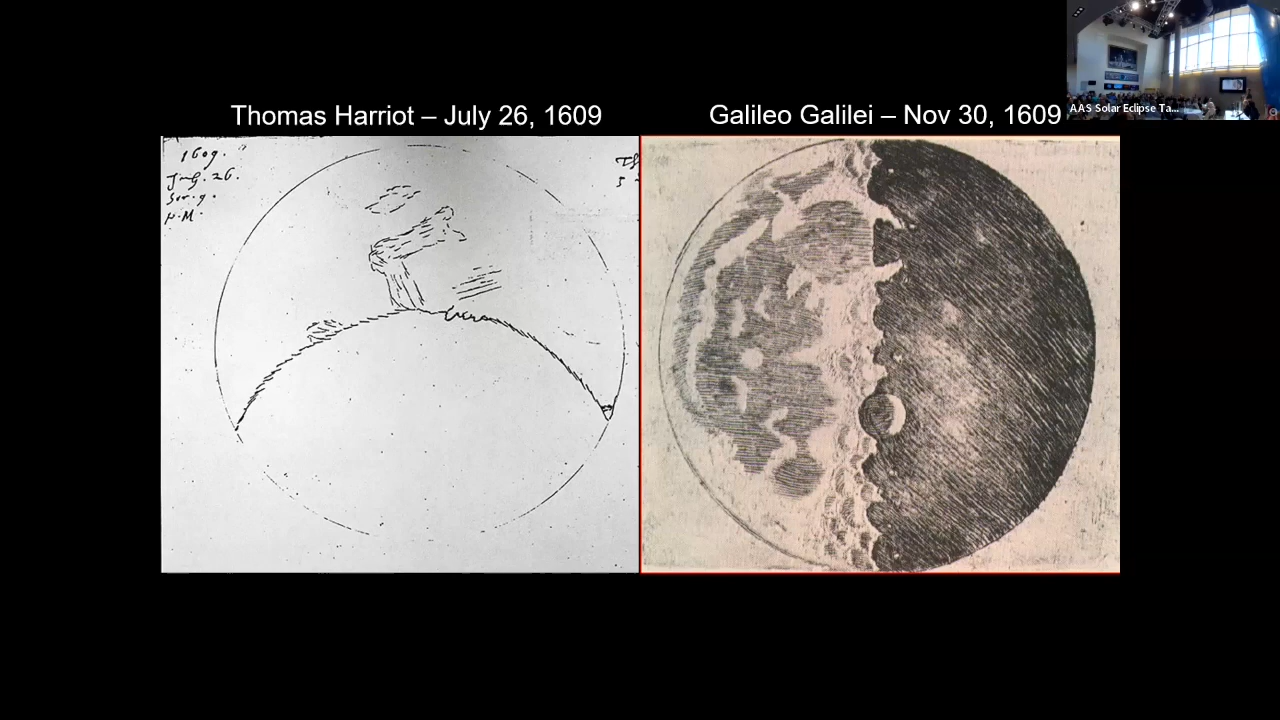 AAS Solar Eclipse Ta...
Thomas Harriot – July 26, 1609
Galileo Galilei – Nov 30, 1609
1609.